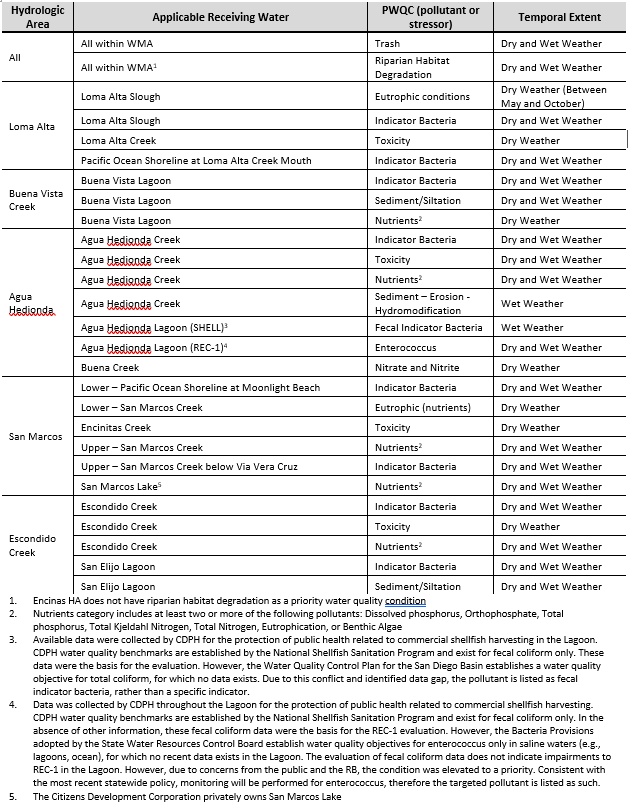 Hydrologic Area | Applicable Receiving Water | PWQC (pollutant or stressor) | Temporal Extent
All | All within WMA | Trash | Dry and Wet Weather
All within WMA¹ | Riparian Habitat Degradation | Dry and Wet Weather
Loma Alta | Loma Alta Slough | Eutrophic conditions | Dry Weather (Between May and October)
Loma Alta Slough | Indicator Bacteria | Dry and Wet Weather
Loma Alta Creek | Toxicity | Dry Weather
Pacific Ocean Shoreline at Loma Alta Creek Mouth | Indicator Bacteria | Dry and Wet Weather
Buena Vista Creek | Buena Vista Lagoon | Indicator Bacteria | Dry and Wet Weather
Buena Vista Lagoon | Sediment/Siltation | Dry and Wet Weather
Buena Vista Lagoon | Nutrients² | Dry Weather
Agua Hedionda | Agua Hedionda Creek | Indicator Bacteria | Dry and Wet Weather
Agua Hedionda Creek | Toxicity | Dry and Wet Weather
Agua Hedionda Creek | Nutrients² | Dry and Wet Weather
Agua Hedionda Creek | Sediment – Erosion - Hydromodification | Wet Weather
Agua Hedionda Lagoon (SHELL)³ | Fecal Indicator Bacteria | Wet Weather
Agua Hedionda Lagoon (REC-1)⁴ | Enterococcus | Dry and Wet Weather
Buena Creek | Nitrate and Nitrite | Dry Weather
San Marcos | Lower – Pacific Ocean Shoreline at Moonlight Beach | Indicator Bacteria | Dry and Wet Weather
Lower – San Marcos Creek | Eutrophic (nutrients) | Dry Weather
Encinitas Creek | Toxicity | Dry Weather
Upper – San Marcos Creek | Nutrients² | Dry and Wet Weather
Upper – San Marcos Creek below Via Vera Cruz | Indicator Bacteria | Dry and Wet Weather
San Marcos Lake⁵ | Nutrients² | Dry and Wet Weather
Escondido Creek | Escondido Creek | Indicator Bacteria | Dry and Wet Weather
Escondido Creek | Toxicity | Dry Weather
Escondido Creek | Nutrients² | Dry and Wet Weather
San Elijo Lagoon | Indicator Bacteria | Dry and Wet Weather
San Elijo Lagoon | Sediment/Siltation | Dry and Wet Weather
1. Encinas HA does not have riparian habitat degradation as a priority water quality condition
2. Nutrients category includes at least two or more of the following pollutants: Dissolved phosphorus, Orthophosphate, Total
phosphorus, Total Kjeldahl Nitrogen, Total Nitrogen, Eutrophication, or Benthic Algae
3. Available data were collected by CDPH for the protection of public health related to commercial shellfish harvesting in the Lagoon.
CDPH water quality benchmarks are established by the National Shellfish Sanitation Program and exist for fecal coliform only. These
data were the basis for the evaluation. However, the Water Quality Control Plan for the San Diego Basin establishes a water quality
objective for total coliform, for which no data exists. Due to this conflict and identified data gap, the pollutant is listed as fecal
indicator bacteria, rather than a specific indicator.
4. Data was collected by CDPH throughout the Lagoon for the protection of public health related to commercial shellfish harvesting.
CDPH water quality benchmarks are established by the National Shellfish Sanitation Program and exist for fecal coliform only. In the
absence of other information, these fecal coliform data were the basis for the REC-1 evaluation. However, the Bacteria Provisions
adopted by the State Water Resources Control Board establish water quality objectives for enterococcus only in saline waters (e.g.,
lagoons, ocean), for which no recent data exists in the Lagoon. The evaluation of fecal coliform data does not indicate impairments to
REC-1 in the Lagoon. However, due to concerns from the public and the RB, the condition was elevated to a priority. Consistent with
the most recent statewide policy, monitoring will be performed for enterococcus, therefore the targeted pollutant is listed as such.
5. The Citizens Development Corporation privately owns San Marcos Lake